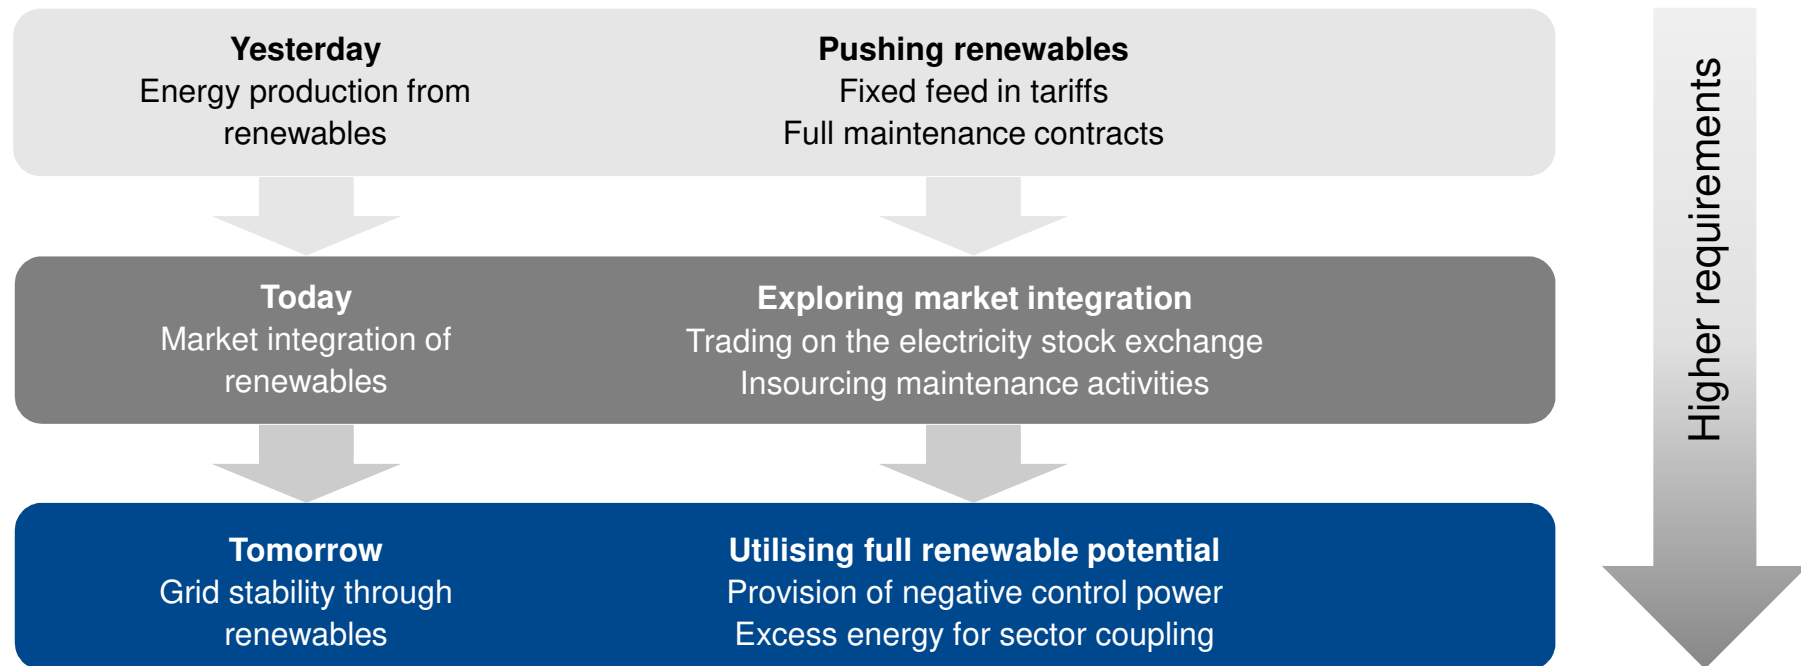 Yesterday
Energy production from
renewables
Pushing renewables
Fixed feed in tariffs
Full maintenance contracts
Today
Market integration of
renewables
Exploring market integration
Trading on the electricity stock exchange
Insourcing maintenance activities
Tomorrow
Grid stability through
renewables
Utilising full renewable potential
Provision of negative control power
Excess energy for sector coupling
Higher requirements